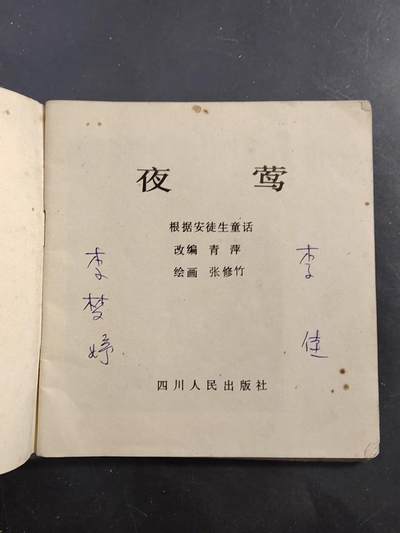 夜莺
根据安徒生童话
改编 青萍
绘画 张修竹
李梦婷
李佳
四川人民出版社